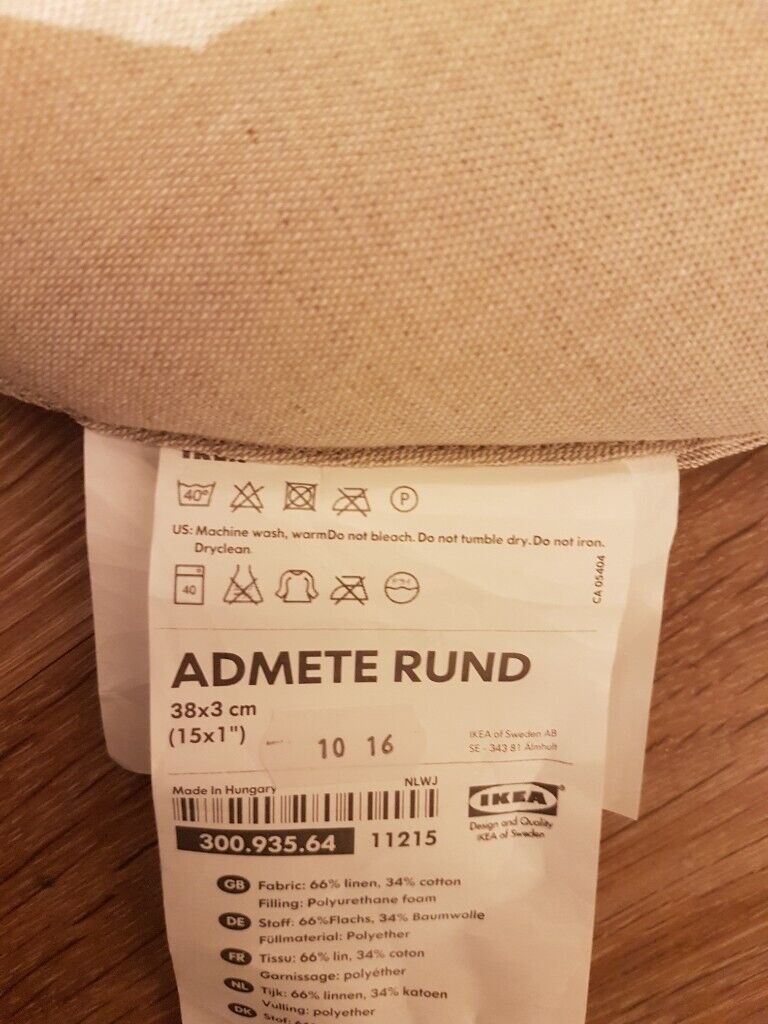 IKEA
40° P
US: Machine wash, warmDo not bleach. Do not tumble dry. Do not iron.
Dryclean
40
CA 05404
ADMETE RUND
38x3 cm
(15x1")
10 16
IKEA of Sweden AB
SE - 343 81 Älmhult
Made In Hungary
NLWJ
300.935.64 11215
IKEA®
Design and Quality
IKEA of Sweden
GB Fabric: 66% linen, 34% cotton
Filling: Polyurethane foam
DE Stoff: 66%Flachs, 34% Baumwolle
Füllmaterial: Polyether
FR Tissu: 66% lin, 34% coton
Garnissage: polyéther
NL Tijk: 66% linnen, 34% katoen
Vulling: polyether
DK Stof: